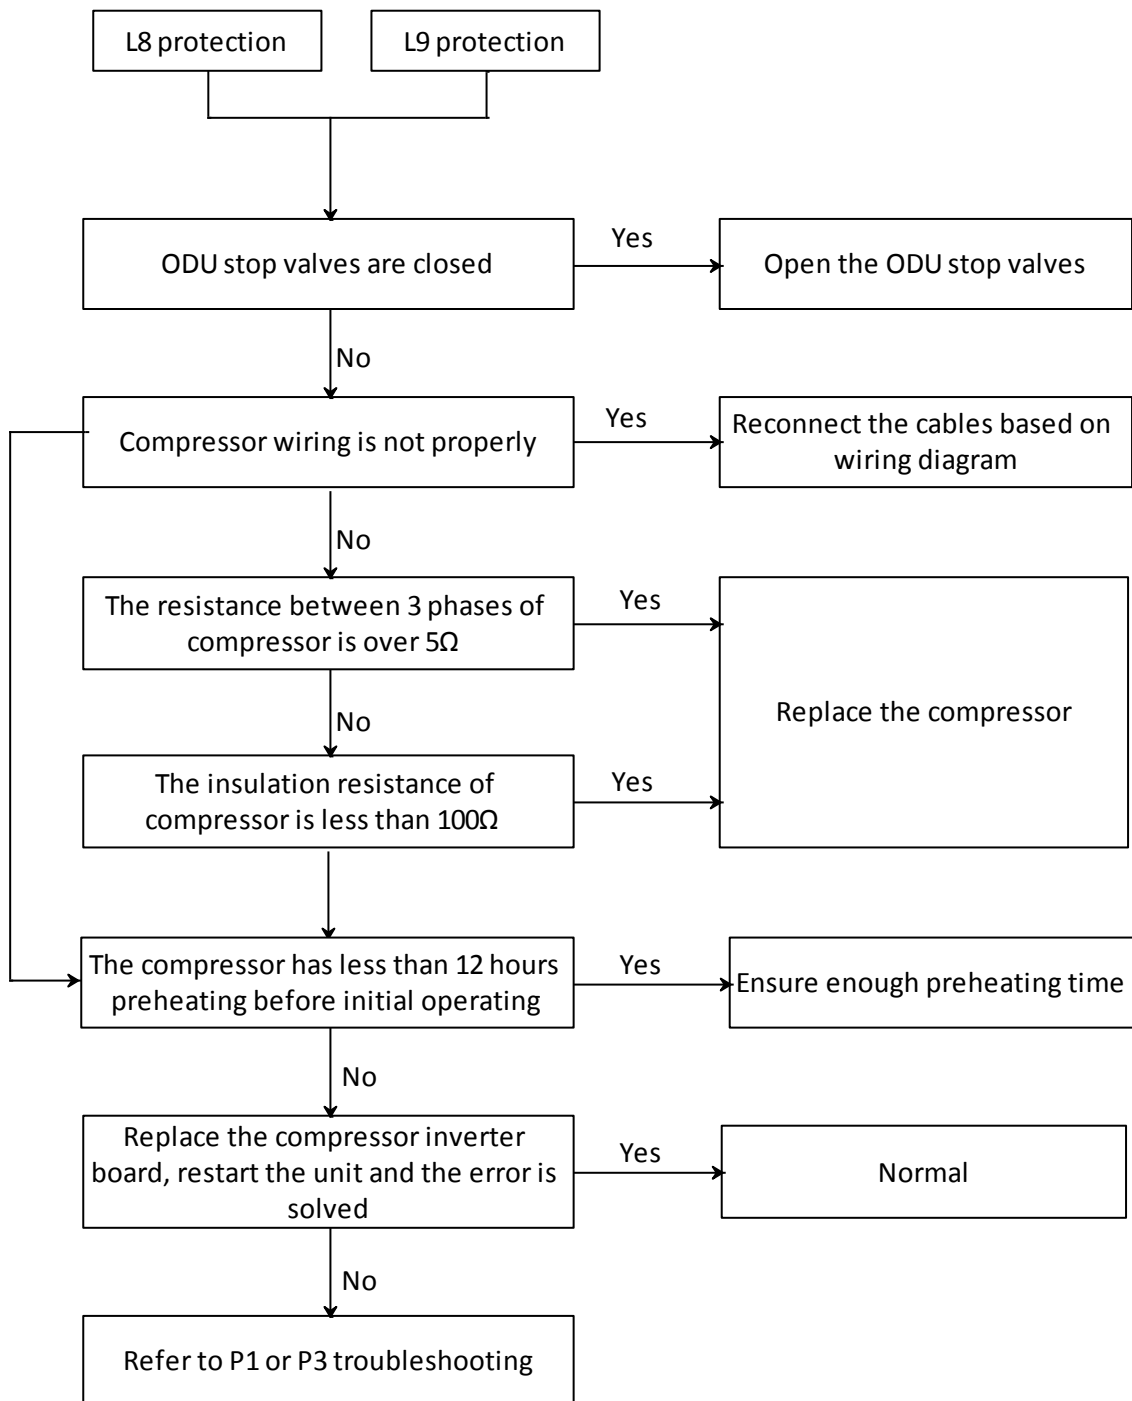 L8 protection
L9 protection
ODU stop valves are closed
Yes
Open the ODU stop valves
No
Compressor wiring is not properly
Yes
Reconnect the cables based on
wiring diagram
No
The resistance between 3 phases of
compressor is over 5Ω
Yes
Replace the compressor
No
The insulation resistance of
compressor is less than 100Ω
Yes
The compressor has less than 12 hours
preheating before initial operating
Yes
Ensure enough preheating time
No
Replace the compressor inverter
board, restart the unit and the error is
solved
Yes
Normal
No
Refer to P1 or P3 troubleshooting